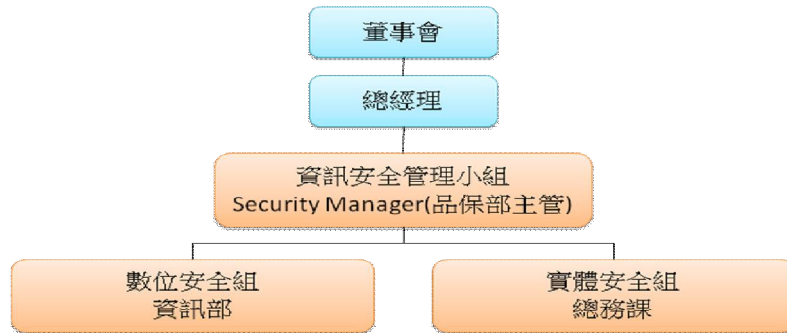 董事會
總經理
資訊安全管理小組
Security Manager(品保部主管)
數位安全組
資訊部
實體安全組
總務課